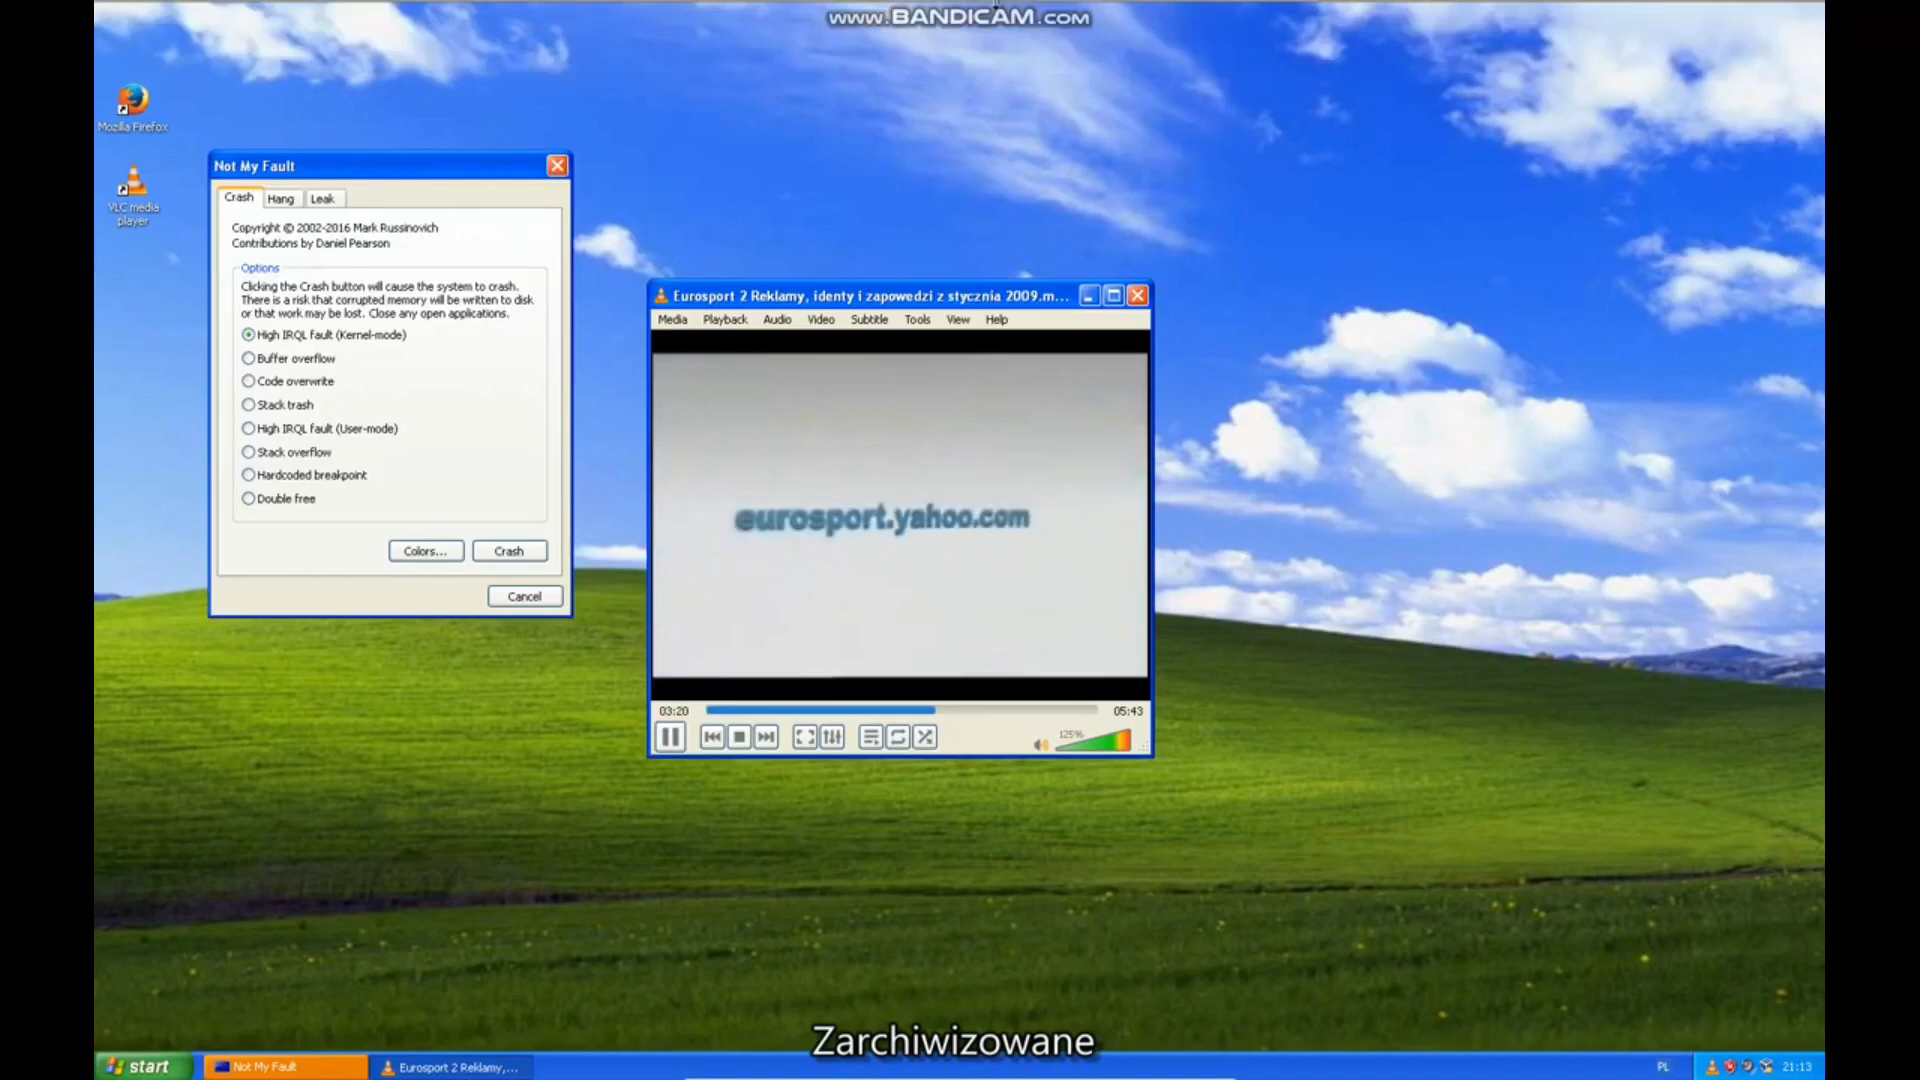 www.BANDICAM.com
Mozilla Firefox
VLC media
player
Not My Fault
Crash
Hang
Leak
Copyright © 2002-2016 Mark Russinovich
Contributions by Daniel Pearson
Options
Clicking the Crash button will cause the system to crash.
There is a risk that corrupted memory will be written to disk
or that work may be lost. Close any open applications.
High IRQL fault (Kernel-mode)
Buffer overflow
Code overwrite
Stack trash
High IRQL fault (User-mode)
Stack overflow
Hardcoded breakpoint
Double free
Colors...
Crash
Cancel
Eurosport 2 Reklamy, identy i zapowedzi z stycznia 2009.m...
Media Playback Audio Video Subtitle Tools View Help
eurosport.yahoo.com
03:20
05:43
125%
Zarchiwizowane
start
Not My Fault
Eurosport 2 Reklamy,...
PL
21:13